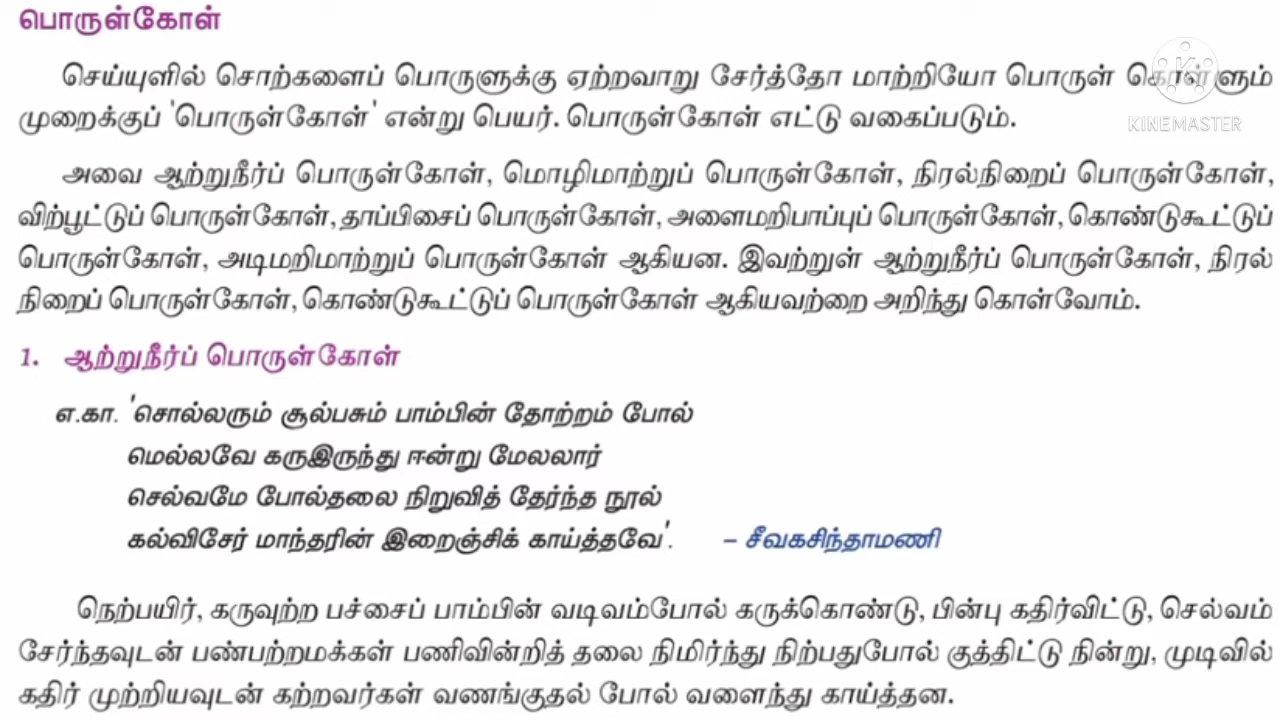 பொருள்கோள்
செய்யுளில் சொற்களைப் பொருளுக்கு ஏற்றவாறு சேர்த்தோ மாற்றியோ பொருள் கொள்ளும்
முறைக்குப் 'பொருள்கோள்' என்று பெயர். பொருள்கோள் எட்டு வகைப்படும்.
KINEMASTER
அவை ஆற்றுநீர்ப் பொருள்கோள், மொழிமாற்றுப் பொருள்கோள், நிரல்நிறைப் பொருள்கோள்,
விற்பூட்டுப் பொருள்கோள், தாப்பிசைப் பொருள்கோள், அளைமறிபாப்புப் பொருள்கோள், கொண்டுகூட்டுப்
பொருள்கோள், அடிமறிமாற்றுப் பொருள்கோள் ஆகியன. இவற்றுள் ஆற்றுநீர்ப் பொருள்கோள், நிரல்
நிறைப் பொருள்கோள், கொண்டுகூட்டுப் பொருள்கோள் ஆகியவற்றை அறிந்து கொள்வோம்.
1. ஆற்றுநீர்ப் பொருள்கோள்
எ.கா. 'சொல்லரும் சூல்பசும் பாம்பின் தோற்றம் போல்
மெல்லவே கருஇருந்து ஈன்று மேலலார்
செல்வமே போல்தலை நிறுவித் தேர்ந்த நூல்
கல்விசேர் மாந்தரின் இறைஞ்சிக் காய்த்தவே'. – சீவகசிந்தாமணி
நெற்பயிர், கருவுற்ற பச்சைப் பாம்பின் வடிவம்போல் கருக்கொண்டு, பின்பு கதிர்விட்டு, செல்வம்
சேர்ந்தவுடன் பண்பற்றமக்கள் பணிவின்றித் தலை நிமிர்ந்து நிற்பதுபோல் குத்திட்டு நின்று, முடிவில்
கதிர் முற்றியவுடன் கற்றவர்கள் வணங்குதல் போல் வளைந்து காய்த்தன.